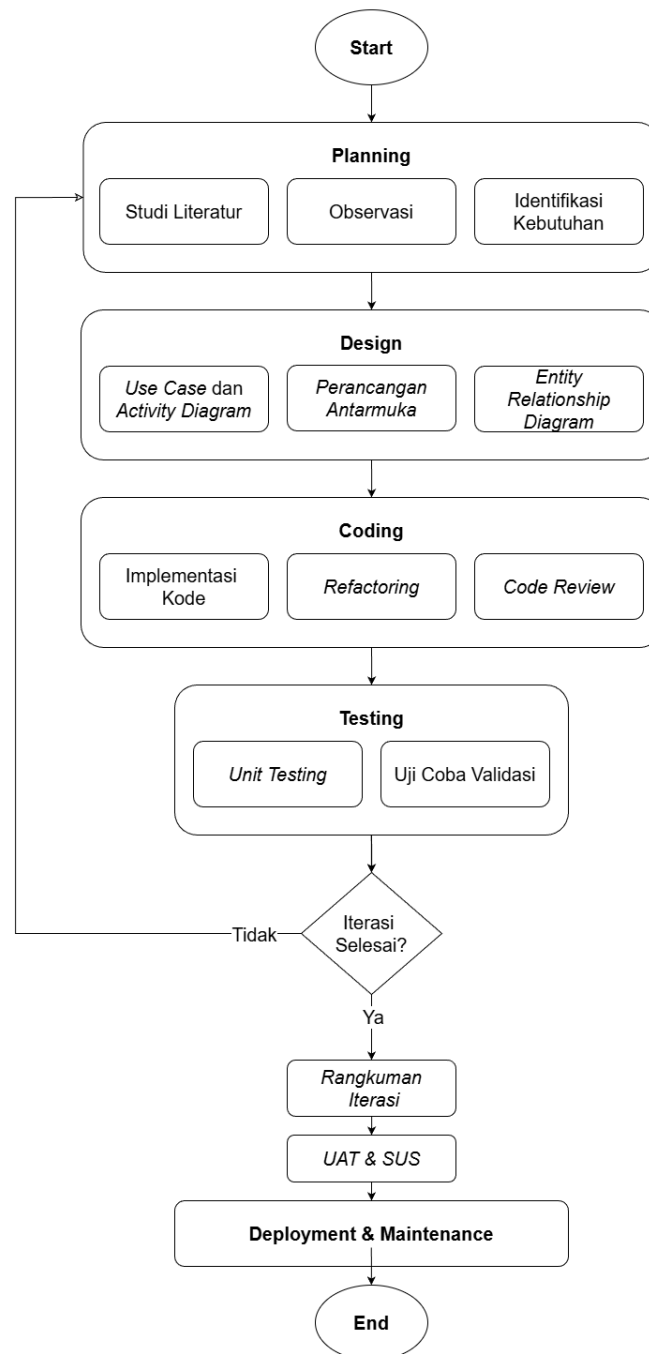 Start
Planning
Studi Literatur
Observasi
Identifikasi
Kebutuhan
Design
Use Case dan
Activity Diagram
Perancangan
Antarmuka
Entity
Relationship
Diagram
Coding
Implementasi
Kode
Refactoring
Code Review
Testing
Unit Testing
Uji Coba Validasi
Iterasi
Selesai?
Tidak
Ya
Rangkuman
Iterasi
UAT & SUS
Deployment & Maintenance
End